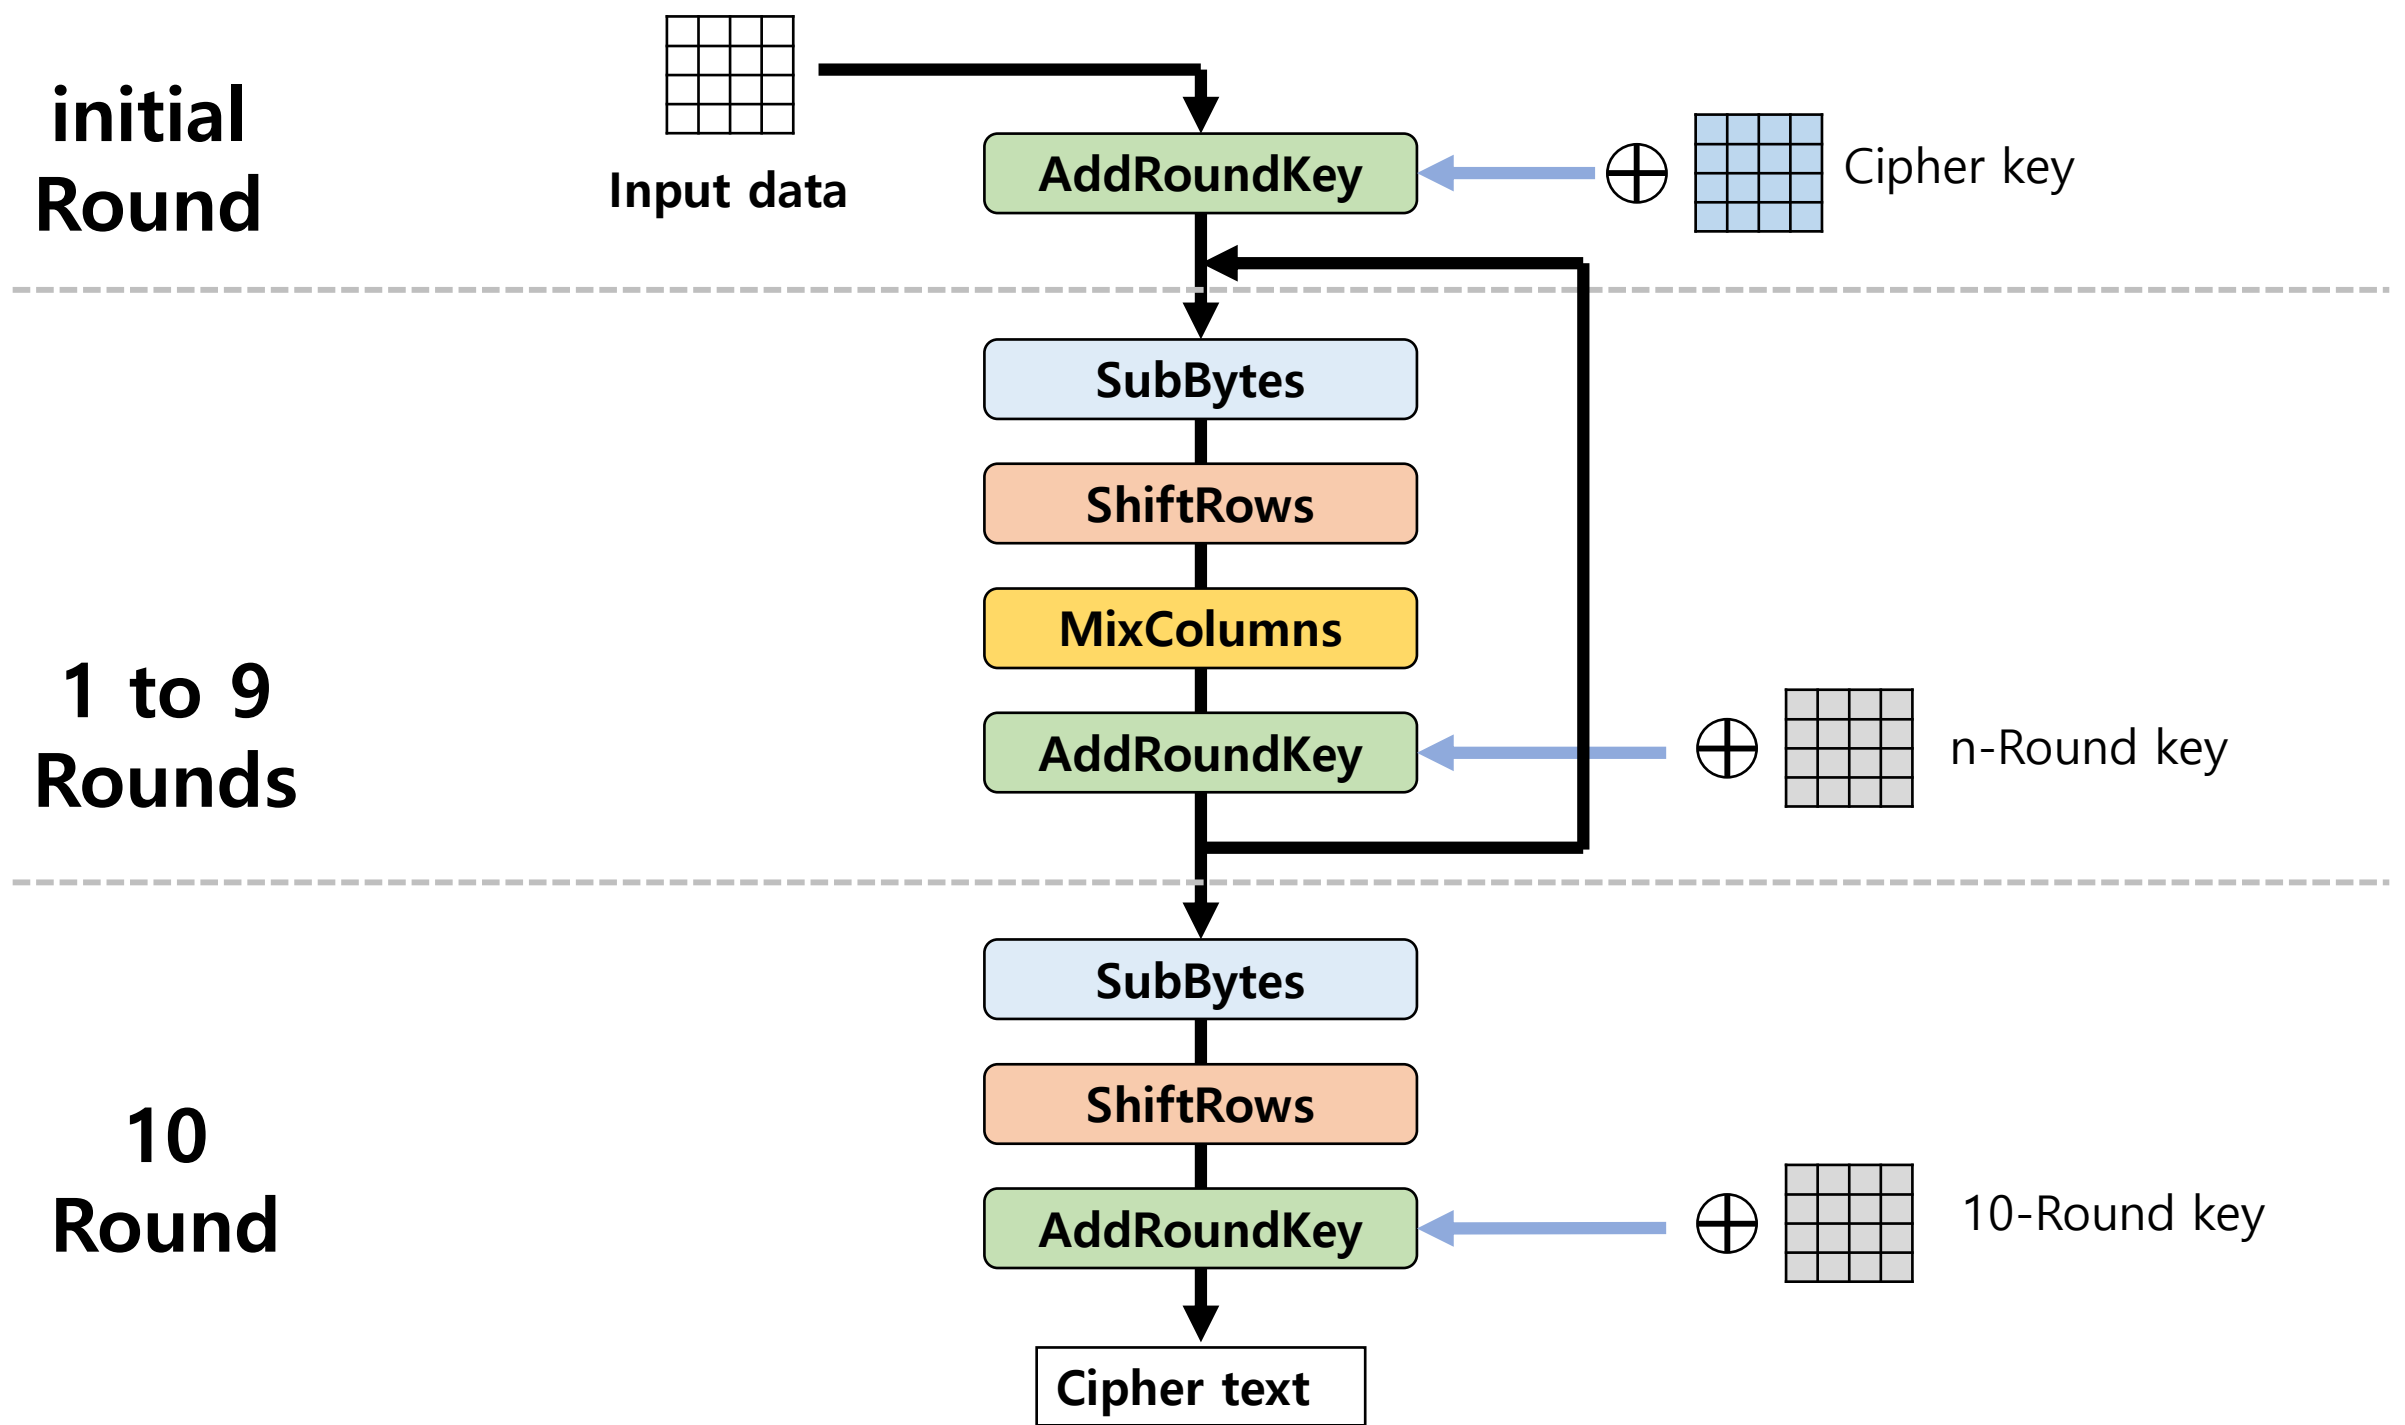 initial
Round
Input data
AddRoundKey
Cipher key
1 to 9
Rounds
SubBytes
ShiftRows
MixColumns
AddRoundKey
n-Round key
10
Round
SubBytes
ShiftRows
AddRoundKey
10-Round key
Cipher text